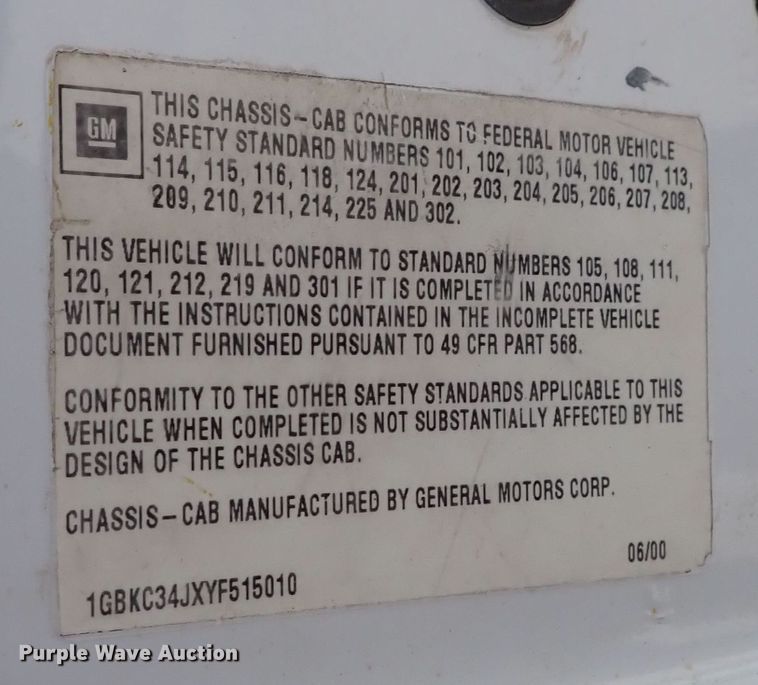 GM
THIS CHASSIS-CAB CONFORMS TO FEDERAL MOTOR VEHICLE
SAFETY STANDARD NUMBERS 101, 102, 103, 104, 106, 107, 113,
114, 115, 116, 118, 124, 201, 202, 203, 204, 205, 206, 207, 208,
209, 210, 211, 214, 225 AND 302.
THIS VEHICLE WILL CONFORM TO STANDARD NUMBERS 105, 108, 111,
120, 121, 212, 219 AND 301 IF IT IS COMPLETED IN ACCORDANCE
WITH THE INSTRUCTIONS CONTAINED IN THE INCOMPLETE VEHICLE
DOCUMENT FURNISHED PURSUANT TO 49 CFR PART 568.
CONFORMITY TO THE OTHER SAFETY STANDARDS APPLICABLE TO THIS
VEHICLE WHEN COMPLETED IS NOT SUBSTANTIALLY AFFECTED BY THE
DESIGN OF THE CHASSIS CAB.
CHASSIS-CAB MANUFACTURED BY GENERAL MOTORS CORP.
06/00
1GBKC34JXYF515010
Purple Wave Auction